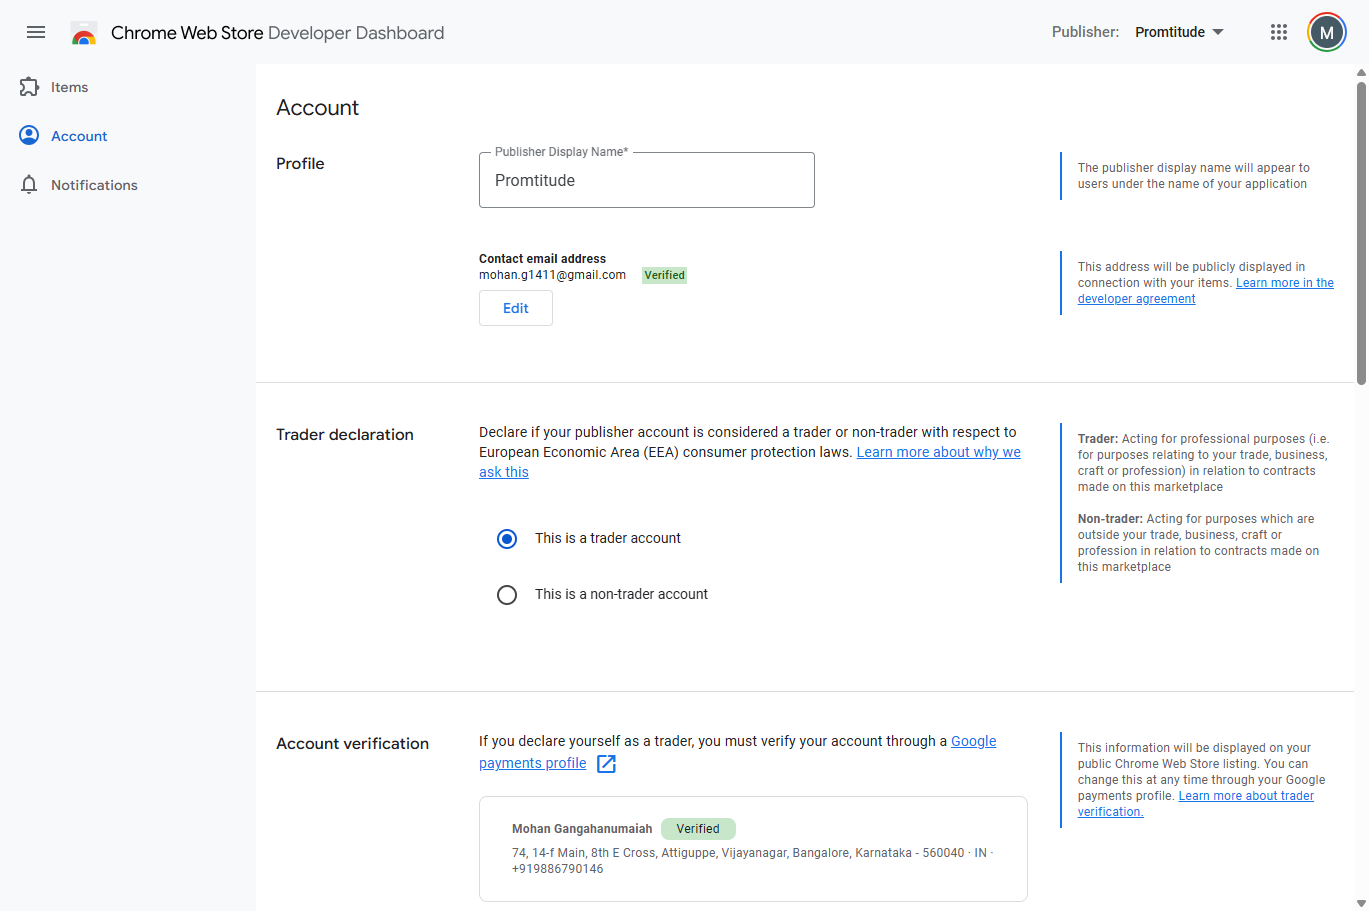 Chrome Web Store Developer Dashboard
Publisher: Promtitude
M
Items
Account
Notifications
Account
Profile
Publisher Display Name*
Promtitude
The publisher display name will appear to
users under the name of your application
Contact email address
mohan.g1411@gmail.com Verified
Edit
This address will be publicly displayed in
connection with your items. Learn more in the
developer agreement
Trader declaration
Declare if your publisher account is considered a trader or non-trader with respect to
European Economic Area (EEA) consumer protection laws. Learn more about why we
ask this
This is a trader account
This is a non-trader account
Trader: Acting for professional purposes (i.e.
for purposes relating to your trade, business,
craft or profession) in relation to contracts
made on this marketplace
Non-trader: Acting for purposes which are
outside your trade, business, craft or
profession in relation to contracts made on
this marketplace
Account verification
If you declare yourself as a trader, you must verify your account through a Google
payments profile
Mohan Gangahanumaiah Verified
74, 14-f Main, 8th E Cross, Attiguppe, Vijayanagar, Bangalore, Karnataka - 560040 · IN ·
+919886790146
This information will be displayed on your
public Chrome Web Store listing. You can
change this at any time through your Google
payments profile. Learn more about trader
verification.